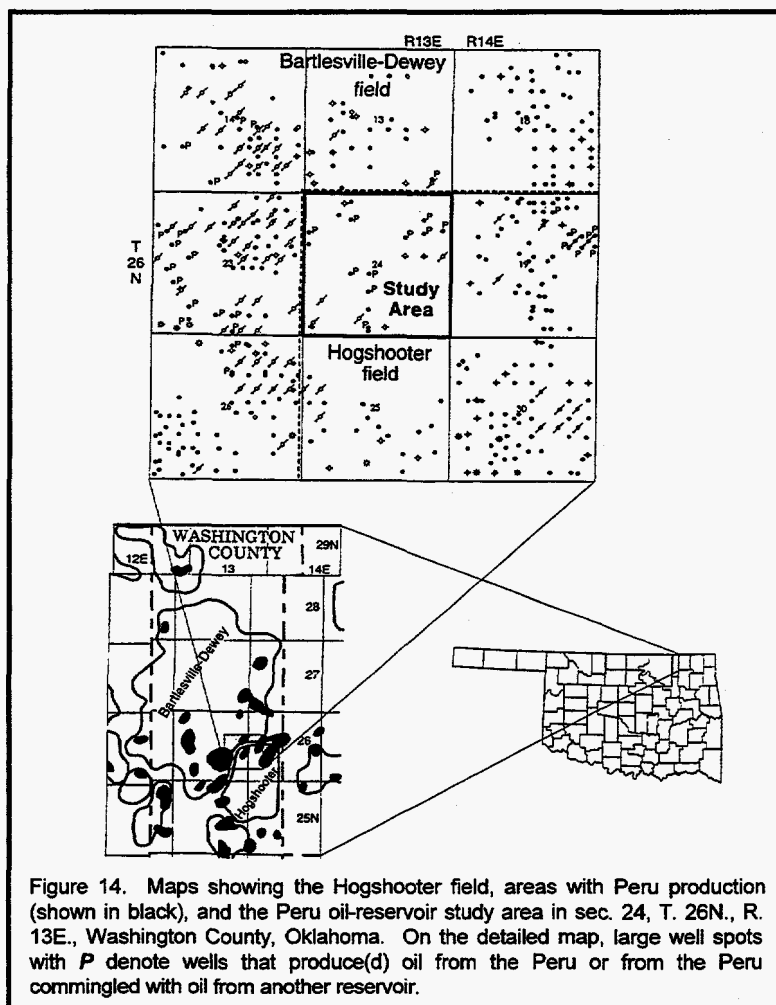 R13E R14E
Bartlesville-Dewey
field
14 13 18
T
26
N
23 24 19
Study
Area
Hogshooter
field
26 25 30
WASHINGTON
COUNTY
29N
12E 13 14E
28
Bartlesville-Dewey
27
26
Hogshooter
25N
Figure 14. Maps showing the Hogshooter field, areas with Peru production
(shown in black), and the Peru oil-reservoir study area in sec. 24, T. 26N., R.
13E., Washington County, Oklahoma. On the detailed map, large well spots
with P denote wells that produce(d) oil from the Peru or from the Peru
commingled with oil from another reservoir.